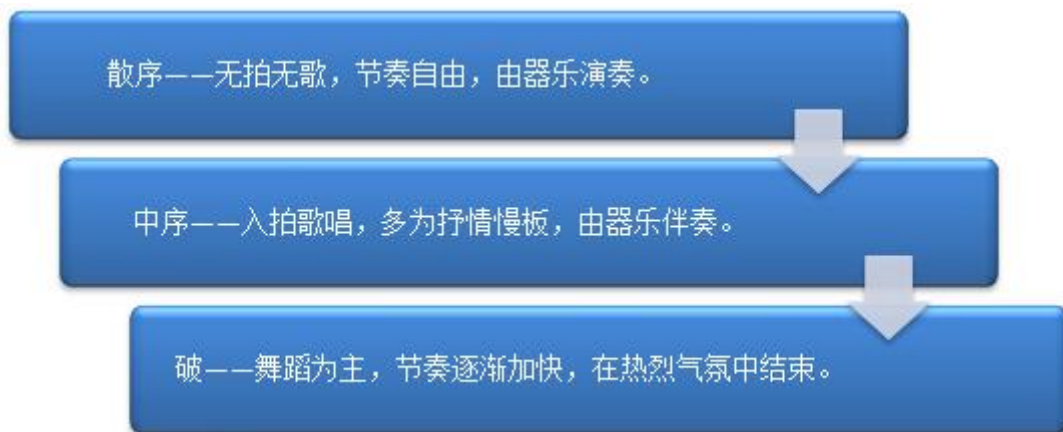 散序——无拍无歌，节奏自由，由器乐演奏。
中序——入拍歌唱，多为抒情慢板，由器乐伴奏。
破——舞蹈为主，节奏逐渐加快，在热烈气氛中结束。